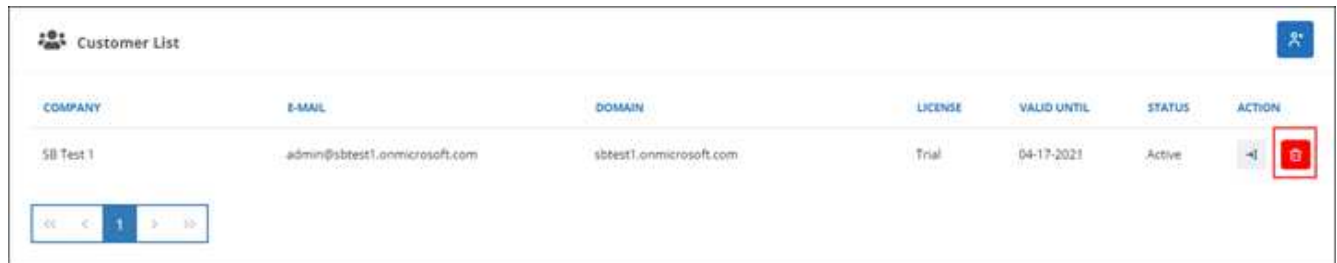 Customer List
COMPANY E-MAIL DOMAIN LICENSE VALID UNTIL STATUS ACTION
SB Test 1 admin@sbtest1.onmicrosoft.com sbtest1.onmicrosoft.com Trial 04-17-2021 Active
<< < 1 > >>